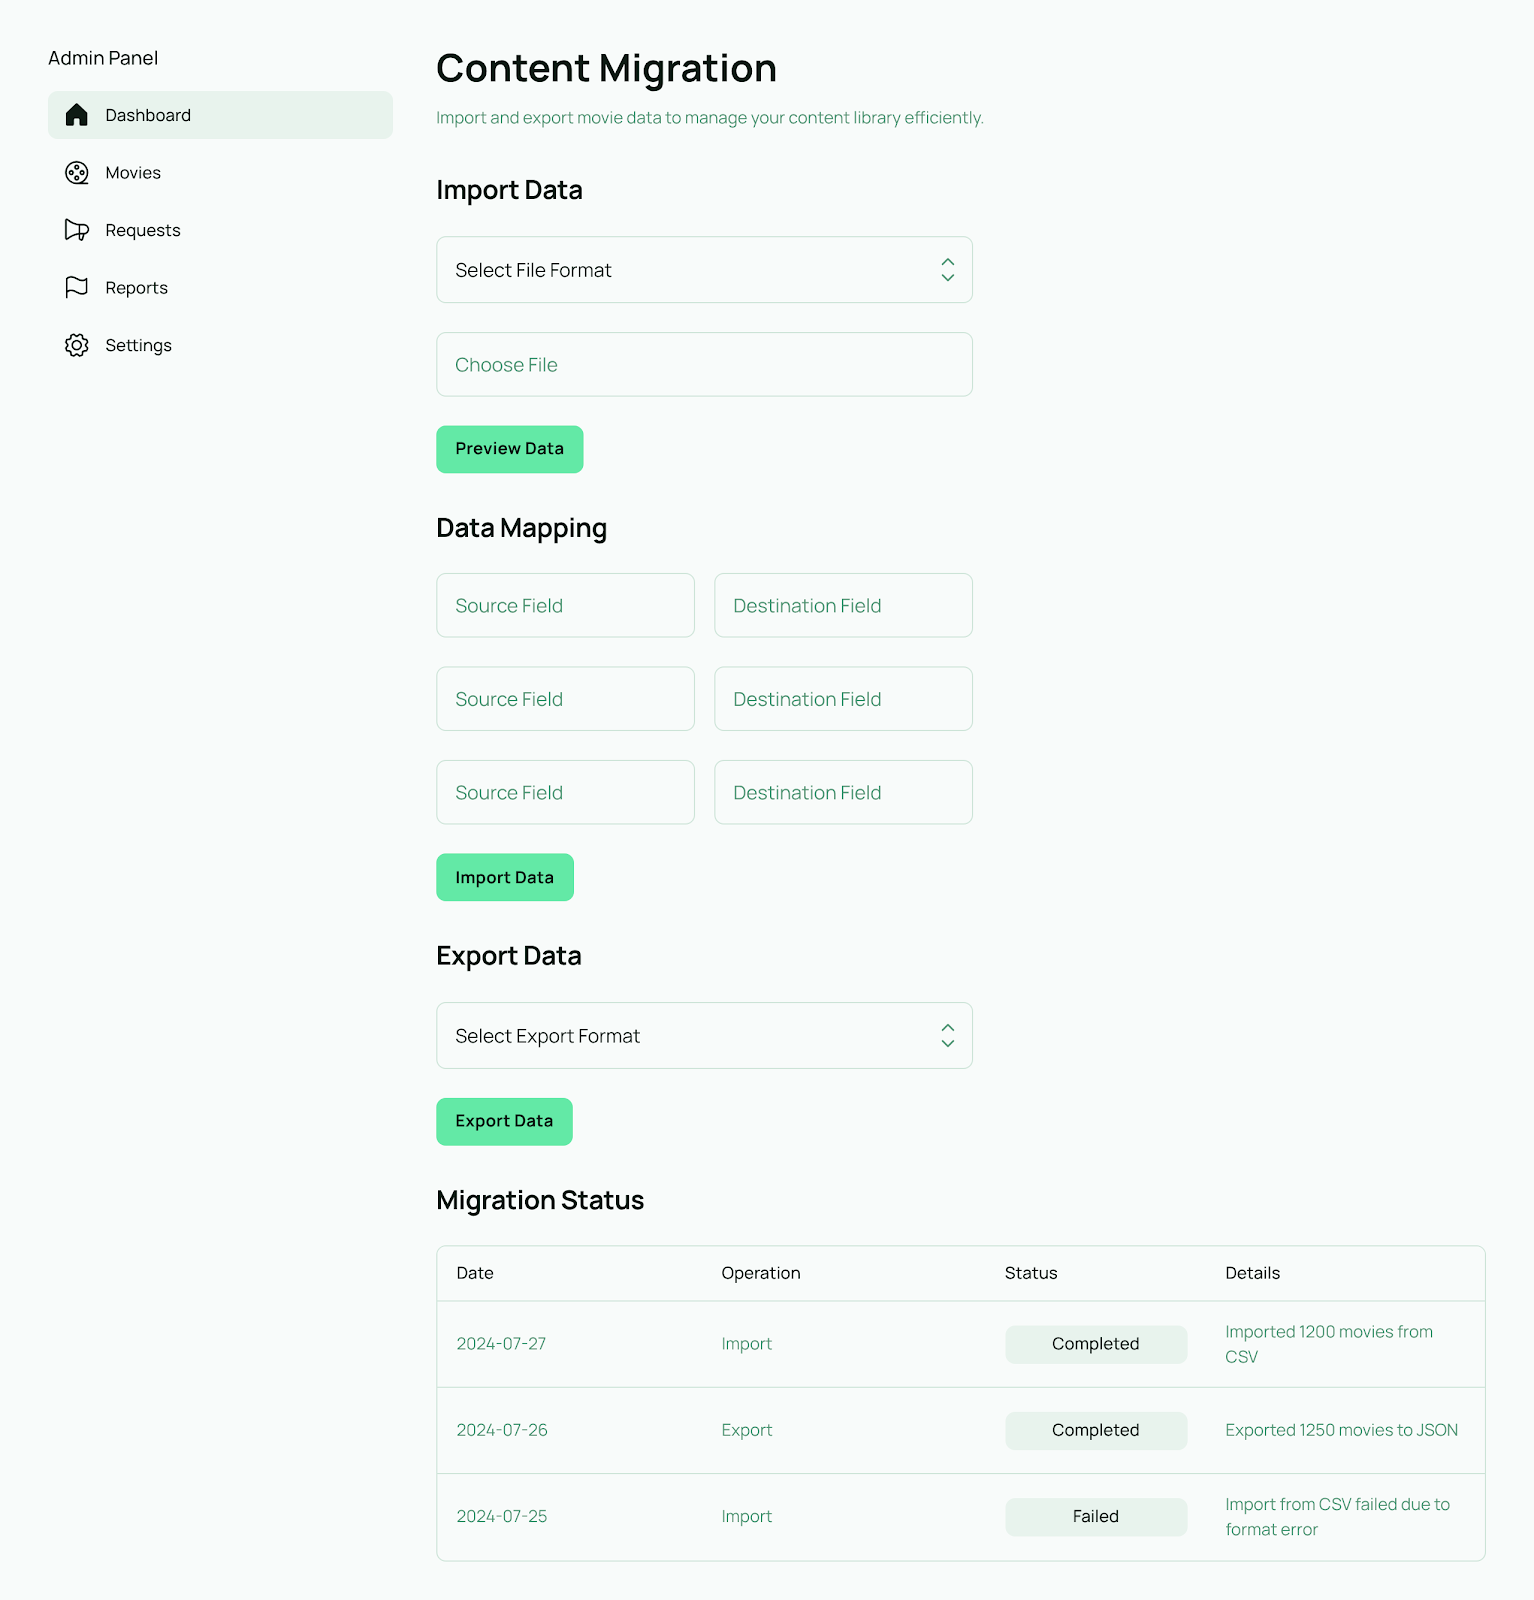 Admin Panel
Dashboard
Movies
Requests
Reports
Settings
Content Migration
Import and export movie data to manage your content library efficiently.
Import Data
Select File Format
Choose File
Preview Data
Data Mapping
Source Field
Destination Field
Source Field
Destination Field
Source Field
Destination Field
Import Data
Export Data
Select Export Format
Export Data
Migration Status
Date Operation Status Details
2024-07-27 Import Completed Imported 1200 movies from
CSV
2024-07-26 Export Completed Exported 1250 movies to JSON
2024-07-25 Import Failed Import from CSV failed due to
format error